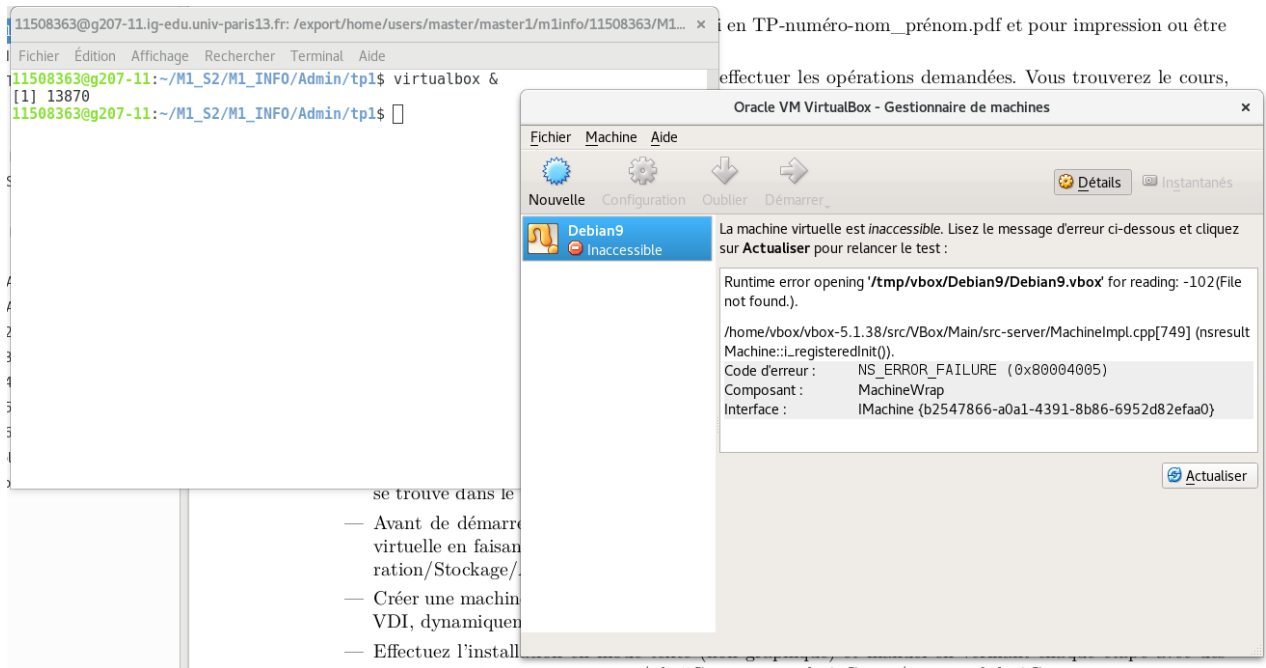 11508363@g207-11.ig-edu.univ-paris13.fr: /export/home/users/master/master1/m1info/11508363/M1... ×
i en TP-numéro-nom_prénom.pdf et pour impression ou être
Fichier Édition Affichage Rechercher Terminal Aide
11508363@g207-11:~/M1_S2/M1_INFO/Admin/tp1$ virtualbox &
[1] 13870
11508363@g207-11:~/M1_S2/M1_INFO/Admin/tp1$
effectuer les opérations demandées. Vous trouverez le cours,
Oracle VM VirtualBox - Gestionnaire de machines ×
Fichier Machine Aide
Nouvelle Configuration Oublier Démarrer
Détails Instantanés
Debian9
Inaccessible
La machine virtuelle est inaccessible. Lisez le message d'erreur ci-dessous et cliquez
sur Actualiser pour relancer le test :
Runtime error opening '/tmp/vbox/Debian9/Debian9.vbox' for reading: -102(File
not found.).
/home/vbox/vbox-5.1.38/src/VBox/Main/src-server/MachineImpl.cpp[749] (nsresult
Machine::i_registeredInit()).
Code d'erreur : NS_ERROR_FAILURE (0x80004005)
Composant : MachineWrap
Interface : IMachine {b2547866-a0a1-4391-8b86-6952d82efaa0}
Actualiser
se trouve dans le
— Avant de démarre
virtuelle en faisan
ration/Stockage/
— Créer une machin
VDI, dynamiquen
— Effectuez l'install